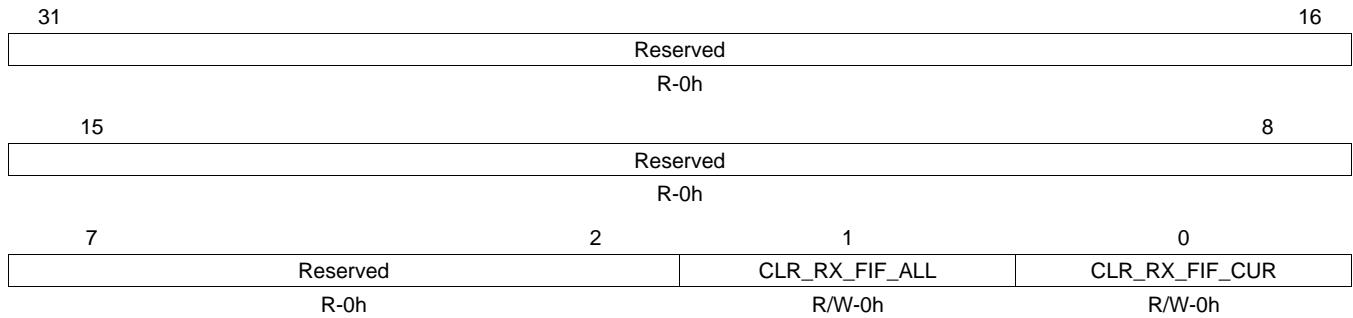 31 16
Reserved
R-0h
15 8
Reserved
R-0h
7 2 1 0
Reserved CLR_RX_FIF_ALL CLR_RX_FIF_CUR
R-0h R/W-0h R/W-0h